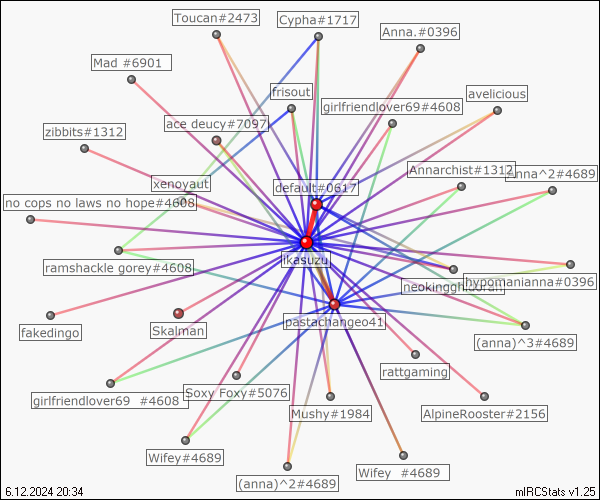 Toucan#2473
Cypha#1717
Anna.#0396
Mad #6901
frisout
avelicious
girlfriendlover69#4608
ace deucy#7097
zibbits#1312
Annarchist#1312
(anna^2#4689
xenoyaut
default#0617
no cops no laws no hope#4608
ikasuzu
ramshackle gorey#4608
hypomanianna#0396
pastachangeo41
fakedingo
Skalman
(anna)^3#4689
rattgaming
Soxy Foxy#5076
girlfriendlover69 #4608
Mushy#1984
AlpineRooster#2156
Wifey#4689
Wifey #4689
(anna)^2#4689
6.12.2024 20:34
mIRCStats v1.25